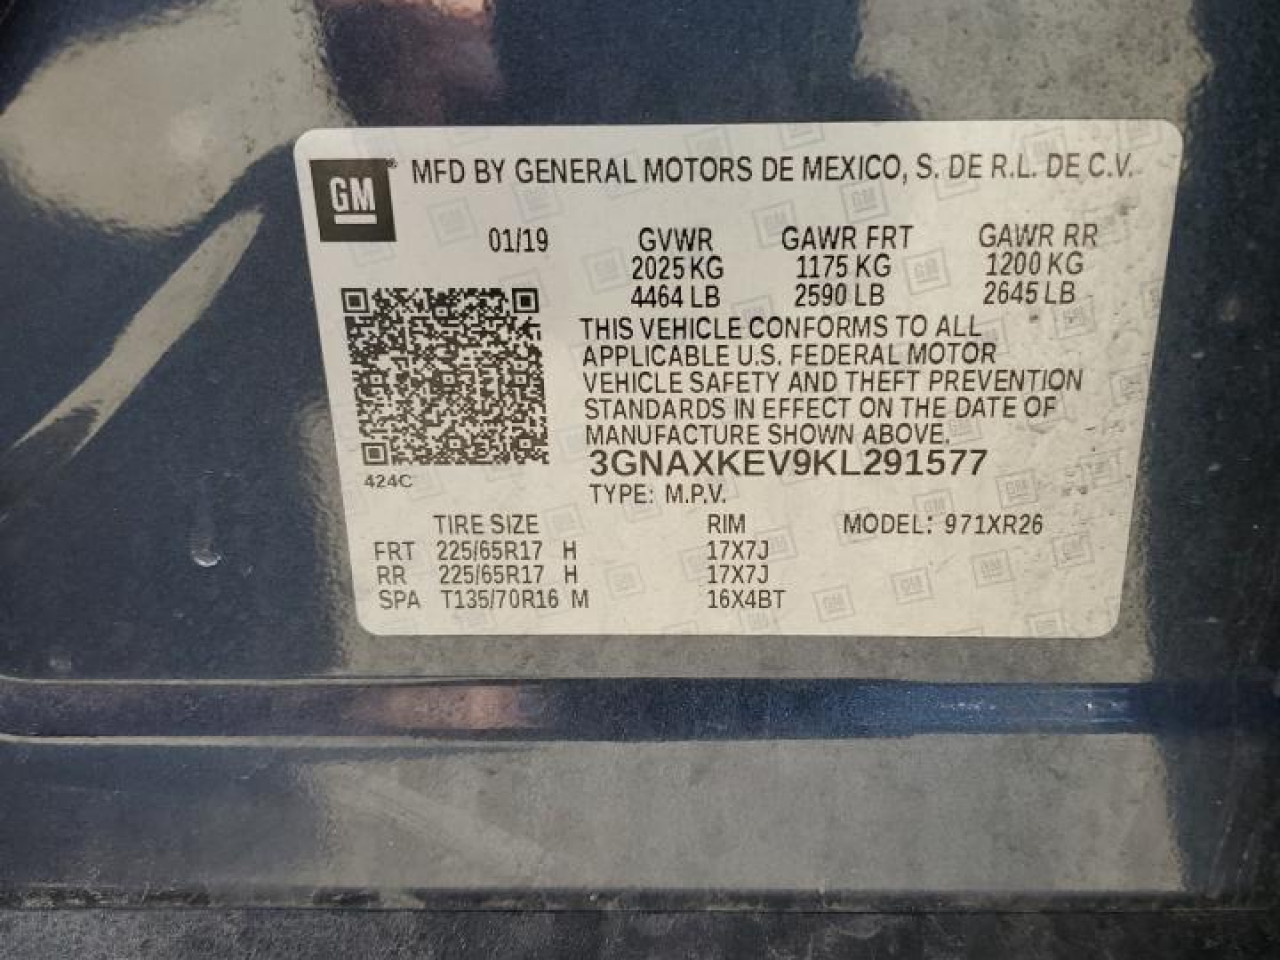 GM® MFD BY GENERAL MOTORS DE MEXICO, S. DE R.L. DE C.V.
01/19 GVWR GAWR FRT GAWR RR
2025 KG 1175 KG 1200 KG
4464 LB 2590 LB 2645 LB
THIS VEHICLE CONFORMS TO ALL
APPLICABLE U.S. FEDERAL MOTOR
VEHICLE SAFETY AND THEFT PREVENTION
STANDARDS IN EFFECT ON THE DATE OF
MANUFACTURE SHOWN ABOVE.
3GNAXKEV9KL291577
424C
TYPE: M.P.V.
TIRE SIZE RIM MODEL: 971XR26
FRT 225/65R17 H 17X7J
RR 225/65R17 H 17X7J
SPA T135/70R16 M 16X4BT